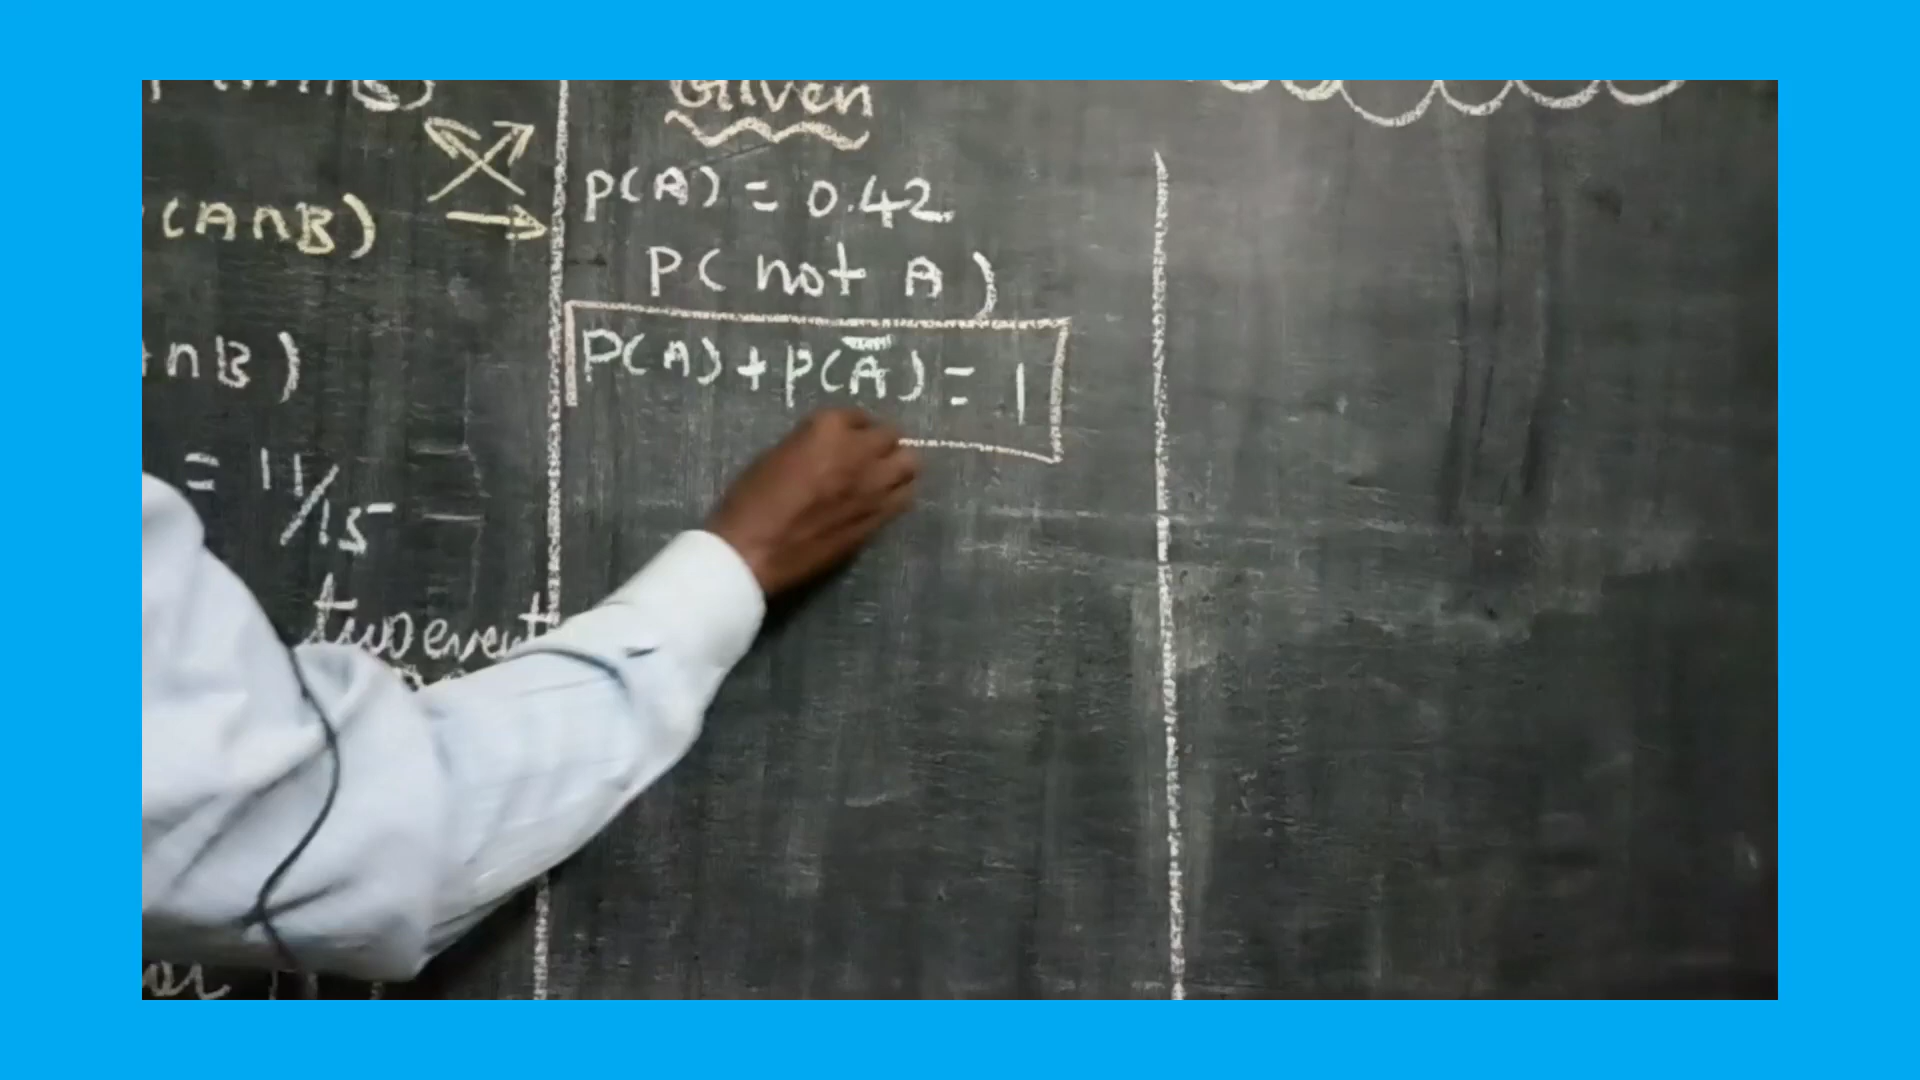 (A∩B)
∩B)
= 11/15
two event
Given
P(A) = 0.42
P( not A )
P(A) + P(Ā) = 1